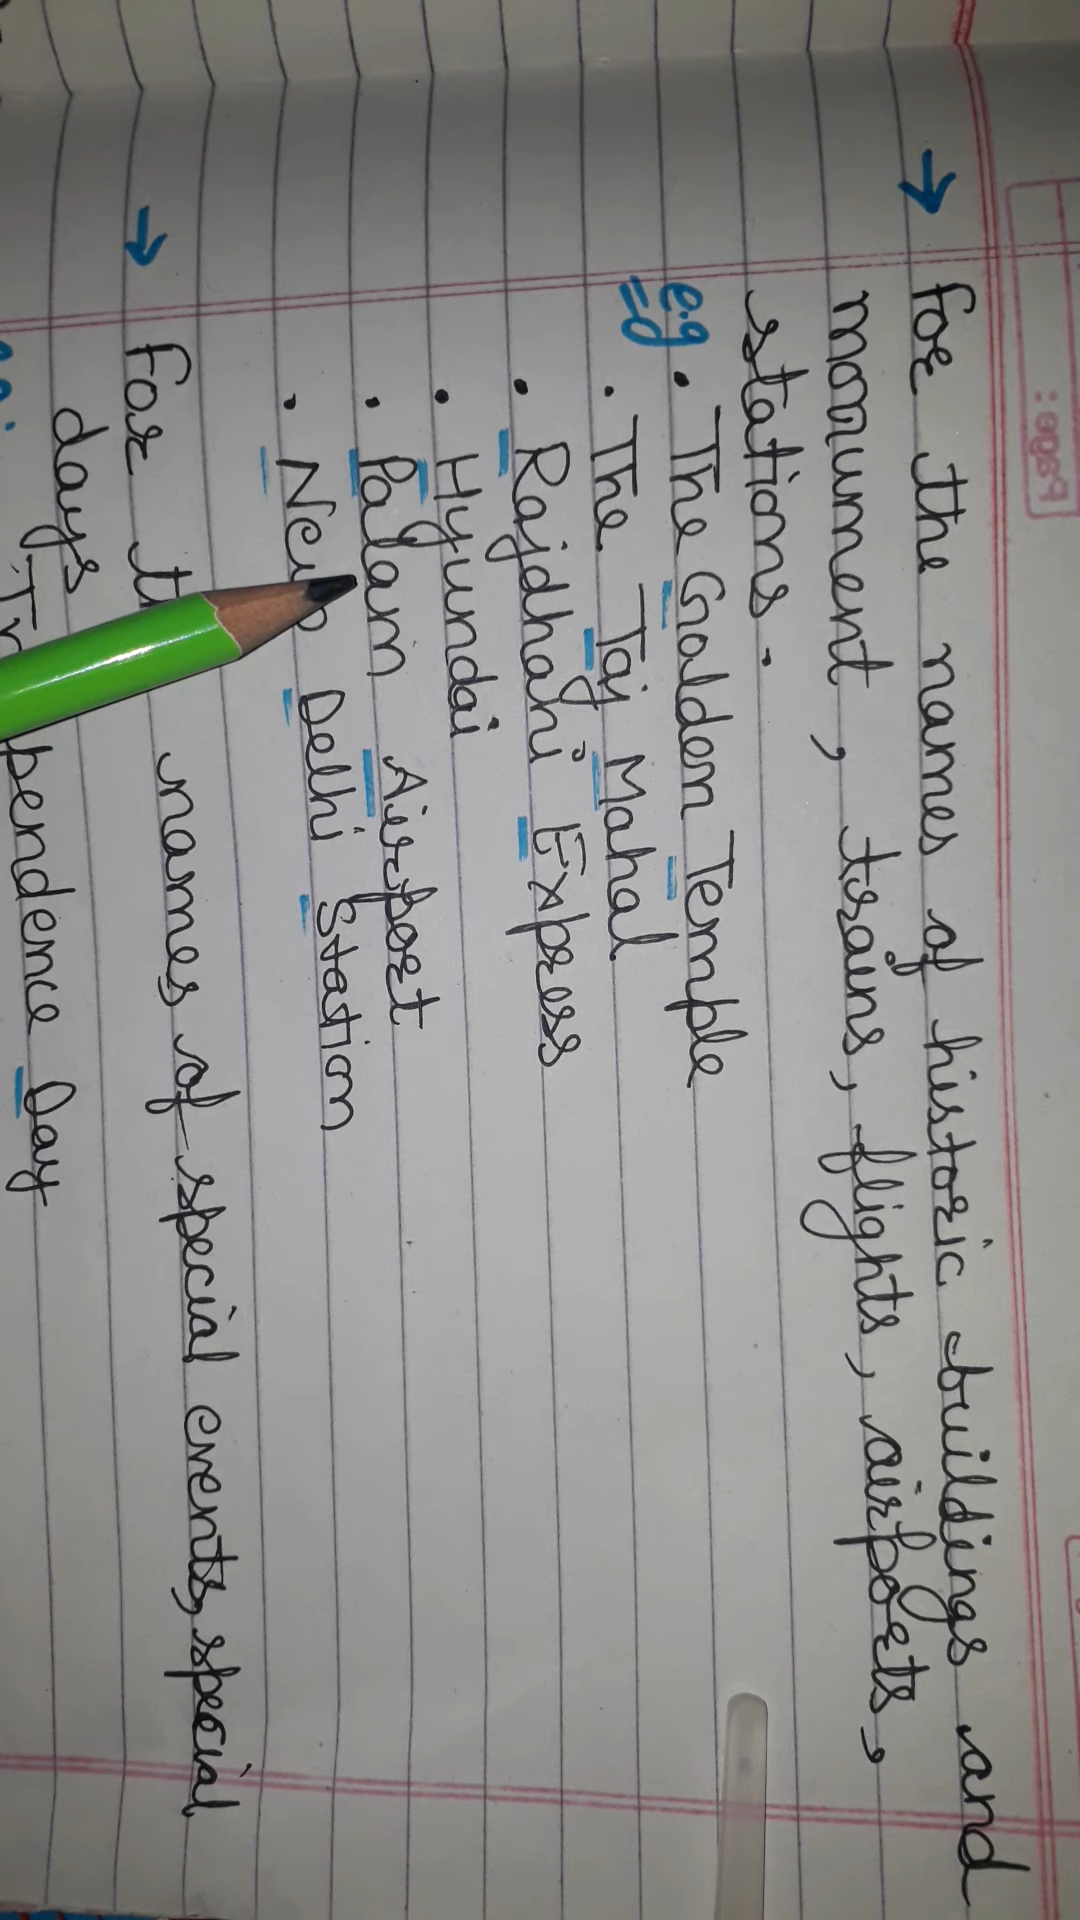 Page :
→ For the names of historic buildings and
monument, trains, flights, airports,
stations.
e.g • The Golden Temple
• The Taj Mahal
• Rajdhani Express
• Hyundai
• Palam Airport
• New Delhi Station
→ For names of special events, special
days
pendence Day